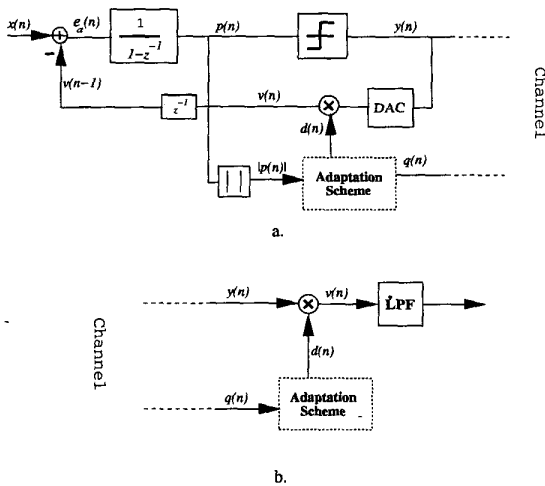 x(n)
+
e_a(n)
1
1-z^{-1}
p(n)
y(n)
−
v(n-1)
z^{-1}
v(n)
×
DAC
d(n)
|p(n)|
| |
Adaptation
Scheme
q(n)
Channel
a.
y(n)
×
v(n)
LPF
d(n)
Channel
q(n)
Adaptation
Scheme
b.